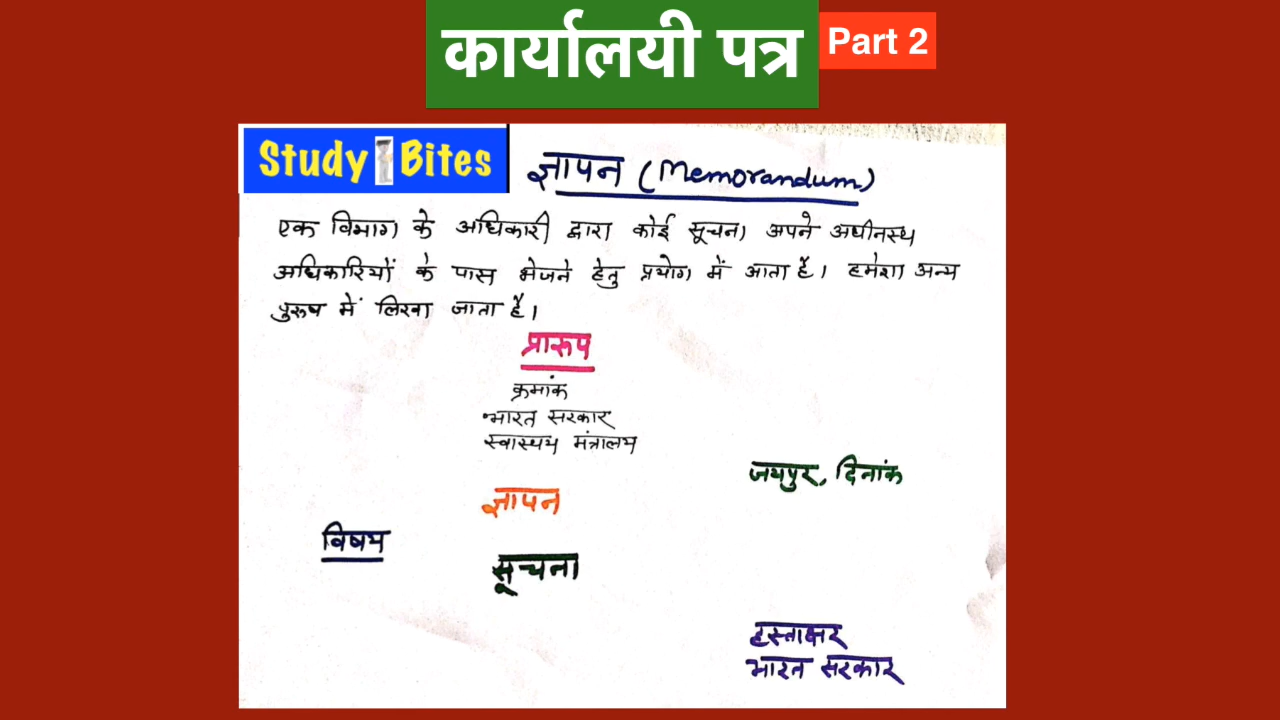 कार्यालयी पत्र Part 2
Study Bites
ज्ञापन (Memorandum)
एक विभाग के अधिकारी द्वारा कोई सूचना अपने अधीनस्थ
अधिकारियों के पास भेजने हेतु प्रयोग में आता है। हमेशा अन्य
पुरुष में लिखा जाता है।
प्रारूप
क्रमांक
भारत सरकार
स्वास्थय मंत्रालय
जयपुर, दिनांक
ज्ञापन
विषय
सूचना
हस्ताक्षर
भारत सरकार